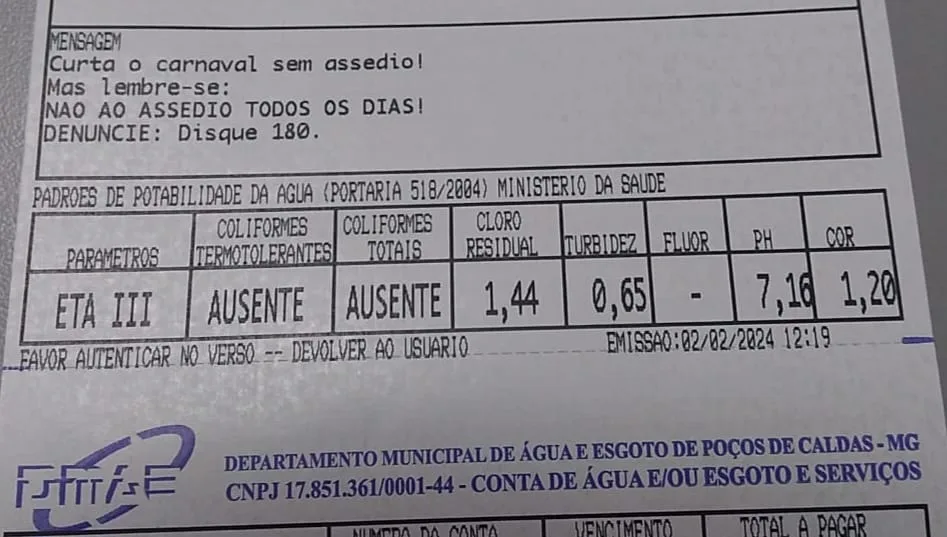 MENSAGEM
Curta o carnaval sem assedio!
Mas lembre-se:
NAO AO ASSEDIO TODOS OS DIAS!
DENUNCIE: Disque 180.
PADROES DE POTABILIDADE DA AGUA (PORTARIA 518/2004) MINISTERIO DA SAUDE
PARAMETROS COLIFORMES TERMOTOLERANTES COLIFORMES TOTAIS CLORO RESIDUAL TURBIDEZ FLUOR PH COR
ETA III AUSENTE AUSENTE 1,44 0,65 - 7,16 1,20
FAVOR AUTENTICAR NO VERSO -- DEVOLVER AO USUARIO EMISSAO:02/02/2024 12:19
DEPARTAMENTO MUNICIPAL DE ÁGUA E ESGOTO DE POÇOS DE CALDAS - MG
CNPJ 17.851.361/0001-44 - CONTA DE ÁGUA E/OU ESGOTO E SERVIÇOS
NUMERO DA CONTA VENCIMENTO TOTAL A PAGAR